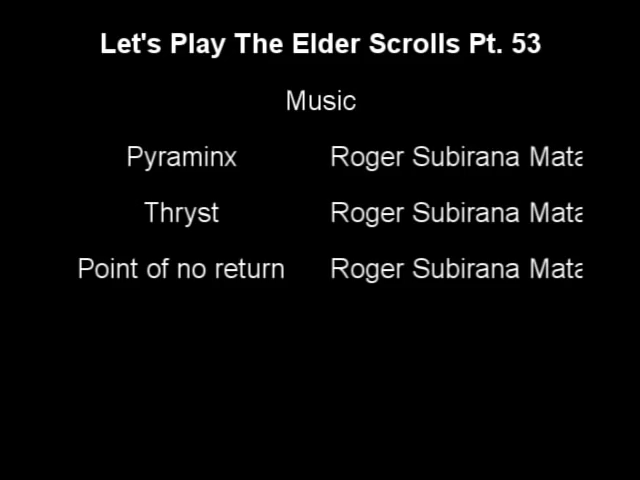 Let's Play The Elder Scrolls Pt. 53
Music
Pyraminx Roger Subirana Mata
Thryst Roger Subirana Mata
Point of no return Roger Subirana Mata